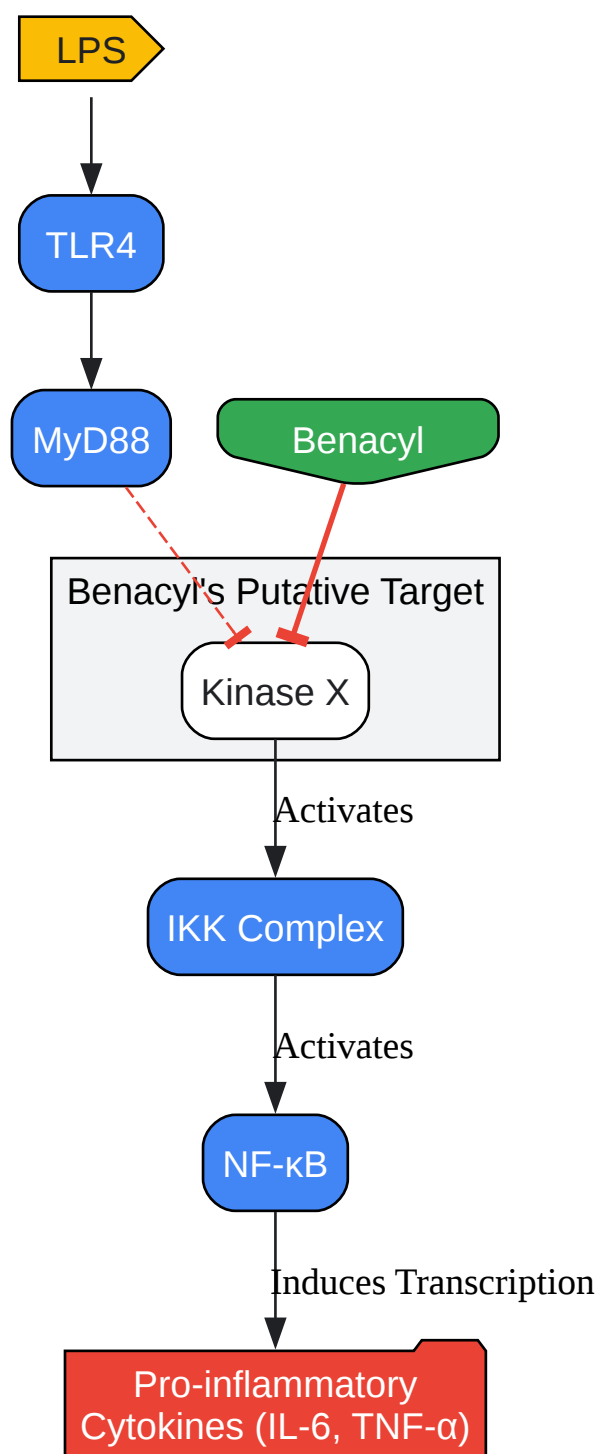 LPS
TLR4
MyD88
Benacyl
Benacyl's Putative Target
Kinase X
Activates
IKK Complex
Activates
NF-κB
Induces Transcription
Pro-inflammatory
Cytokines (IL-6, TNF-α)